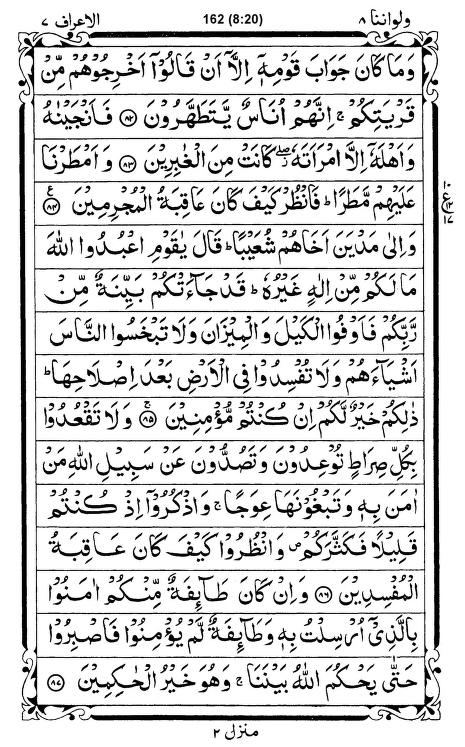 ولواننا ٨
162 (8:20)
الاعراف ٧
وَمَا كَانَ جَوَابَ قَوْمِهٖۤ اِلَّاۤ اَنْ قَالُوْۤا اَخْرِجُوْهُمْ مِّنْ
قَرْيَتِكُمْ ۚ اِنَّهُمْ اُنَاسٌ يَّتَطَهَّرُوْنَ ﴿٨٢﴾ فَاَنْجَيْنٰهُ
وَاَهْلَهٗۤ اِلَّا امْرَاَتَهٗ ۖ كَانَتْ مِنَ الْغٰبِرِيْنَ ﴿٨٣﴾ وَاَمْطَرْنَا
عَلَيْهِمْ مَّطَرًا ؕ فَانْظُرْ كَيْفَ كَانَ عَاقِبَةُ الْمُجْرِمِيْنَ ﴿٨٤﴾ ع
وَاِلٰى مَدْيَنَ اَخَاهُمْ شُعَيْبًا ؕ قَالَ يٰقَوْمِ اعْبُدُوا اللّٰهَ
مَا لَكُمْ مِّنْ اِلٰهٍ غَيْرُهٗ ؕ قَدْ جَآءَتْكُمْ بَيِّنَةٌ مِّنْ
رَّبِّكُمْ فَاَوْفُوا الْكَيْلَ وَالْمِيْزَانَ وَلَا تَبْخَسُوا النَّاسَ
اَشْيَآءَهُمْ وَلَا تُفْسِدُوْا فِى الْاَرْضِ بَعْدَ اِصْلَاحِهَا ؕ
ذٰلِكُمْ خَيْرٌ لَّكُمْ اِنْ كُنْتُمْ مُّؤْمِنِيْنَ ۚ ﴿٨٥﴾ وَلَا تَقْعُدُوْا
بِكُلِّ صِرَاطٍ تُوْعِدُوْنَ وَتَصُدُّوْنَ عَنْ سَبِيْلِ اللّٰهِ مَنْ
اٰمَنَ بِهٖ وَتَبْغُوْنَهَا عِوَجًا ۚ وَاذْكُرُوْۤا اِذْ كُنْتُمْ
قَلِيْلًا فَكَثَّرَكُمْ ۪ وَانْظُرُوْا كَيْفَ كَانَ عَاقِبَةُ
الْمُفْسِدِيْنَ ﴿٨٦﴾ وَاِنْ كَانَ طَآئِفَةٌ مِّنْكُمْ اٰمَنُوْا
بِالَّذِىْۤ اُرْسِلْتُ بِهٖ وَطَآئِفَةٌ لَّمْ يُؤْمِنُوْا فَاصْبِرُوْا
حَتّٰى يَحْكُمَ اللّٰهُ بَيْنَنَا ۚ وَهُوَ خَيْرُ الْحٰكِمِيْنَ ﴿٨٧﴾
منزل ٢